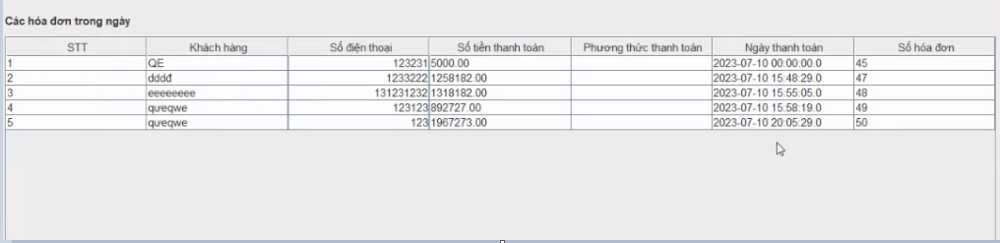 Các hóa đơn trong ngày
STT Khách hàng Số điện thoại Số tiền thanh toán Phương thức thanh toán Ngày thanh toán Số hóa đơn
1 QE 123231 5000.00 2023-07-10 00:00:00.0 45
2 dddđ 1233222 1258182.00 2023-07-10 15:48:29.0 47
3 eeeeeeee 131231232 1318182.00 2023-07-10 15:55:05.0 48
4 qưeqwe 123123 892727.00 2023-07-10 15:58:19.0 49
5 qưeqwe 123 1967273.00 2023-07-10 20:05:29.0 50